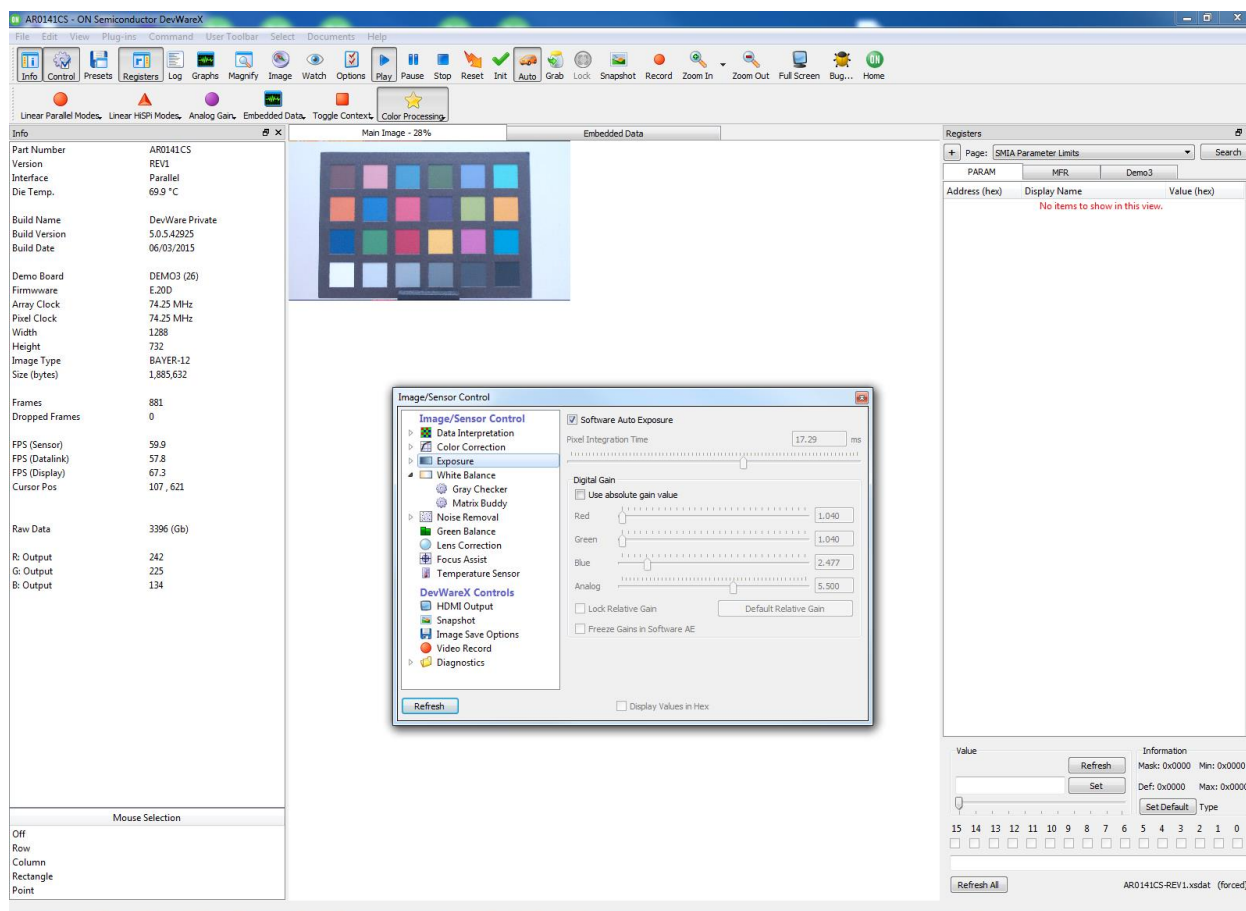 AR0141CS - ON Semiconductor DevWareX
File Edit View Plug-ins Command User Toolbar Select Documents Help
Info Control Presets Registers Log Graphs Magnify Image Watch Options Play Pause Stop Reset Init Auto Grab Lock Snapshot Record Zoom In Zoom Out Full Screen Bug... Home
Linear Parallel Modes Linear HiSPi Modes Analog Gain Embedded Data Toggle Context Color Processing
Info
Part Number AR0141CS
Version REV1
Interface Parallel
Die Temp. 69.9 °C
Build Name DevWare Private
Build Version 5.0.5.42925
Build Date 06/03/2015
Demo Board DEMO3 (26)
Firmwware E.20D
Array Clock 74.25 MHz
Pixel Clock 74.25 MHz
Width 1288
Height 732
Image Type BAYER-12
Size (bytes) 1,885,632
Frames 881
Dropped Frames 0
FPS (Sensor) 59.9
FPS (Datalink) 57.8
FPS (Display) 67.3
Cursor Pos 107 , 621
Raw Data 3396 (Gb)
R: Output 242
G: Output 225
B: Output 134
Mouse Selection
Off
Row
Column
Rectangle
Point
Main Image - 28% Embedded Data
Image/Sensor Control
Image/Sensor Control
Data Interpretation
Color Correction
Exposure
White Balance
Gray Checker
Matrix Buddy
Noise Removal
Green Balance
Lens Correction
Focus Assist
Temperature Sensor
DevWareX Controls
HDMI Output
Snapshot
Image Save Options
Video Record
Diagnostics
Refresh
Software Auto Exposure
Pixel Integration Time 17.29 ms
Digital Gain
Use absolute gain value
Red 1.040
Green 1.040
Blue 2.477
Analog 5.500
Lock Relative Gain Default Relative Gain
Freeze Gains in Software AE
Display Values in Hex
Registers
+ Page: SMIA Parameter Limits Search
PARAM MFR Demo3
Address (hex) Display Name Value (hex)
No items to show in this view.
Value Information
Refresh Mask: 0x0000 Min: 0x0000
Set Def: 0x0000 Max: 0x0000
Set Default Type
15 14 13 12 11 10 9 8 7 6 5 4 3 2 1 0
Refresh All AR0141CS-REV1.xsdat (forced)